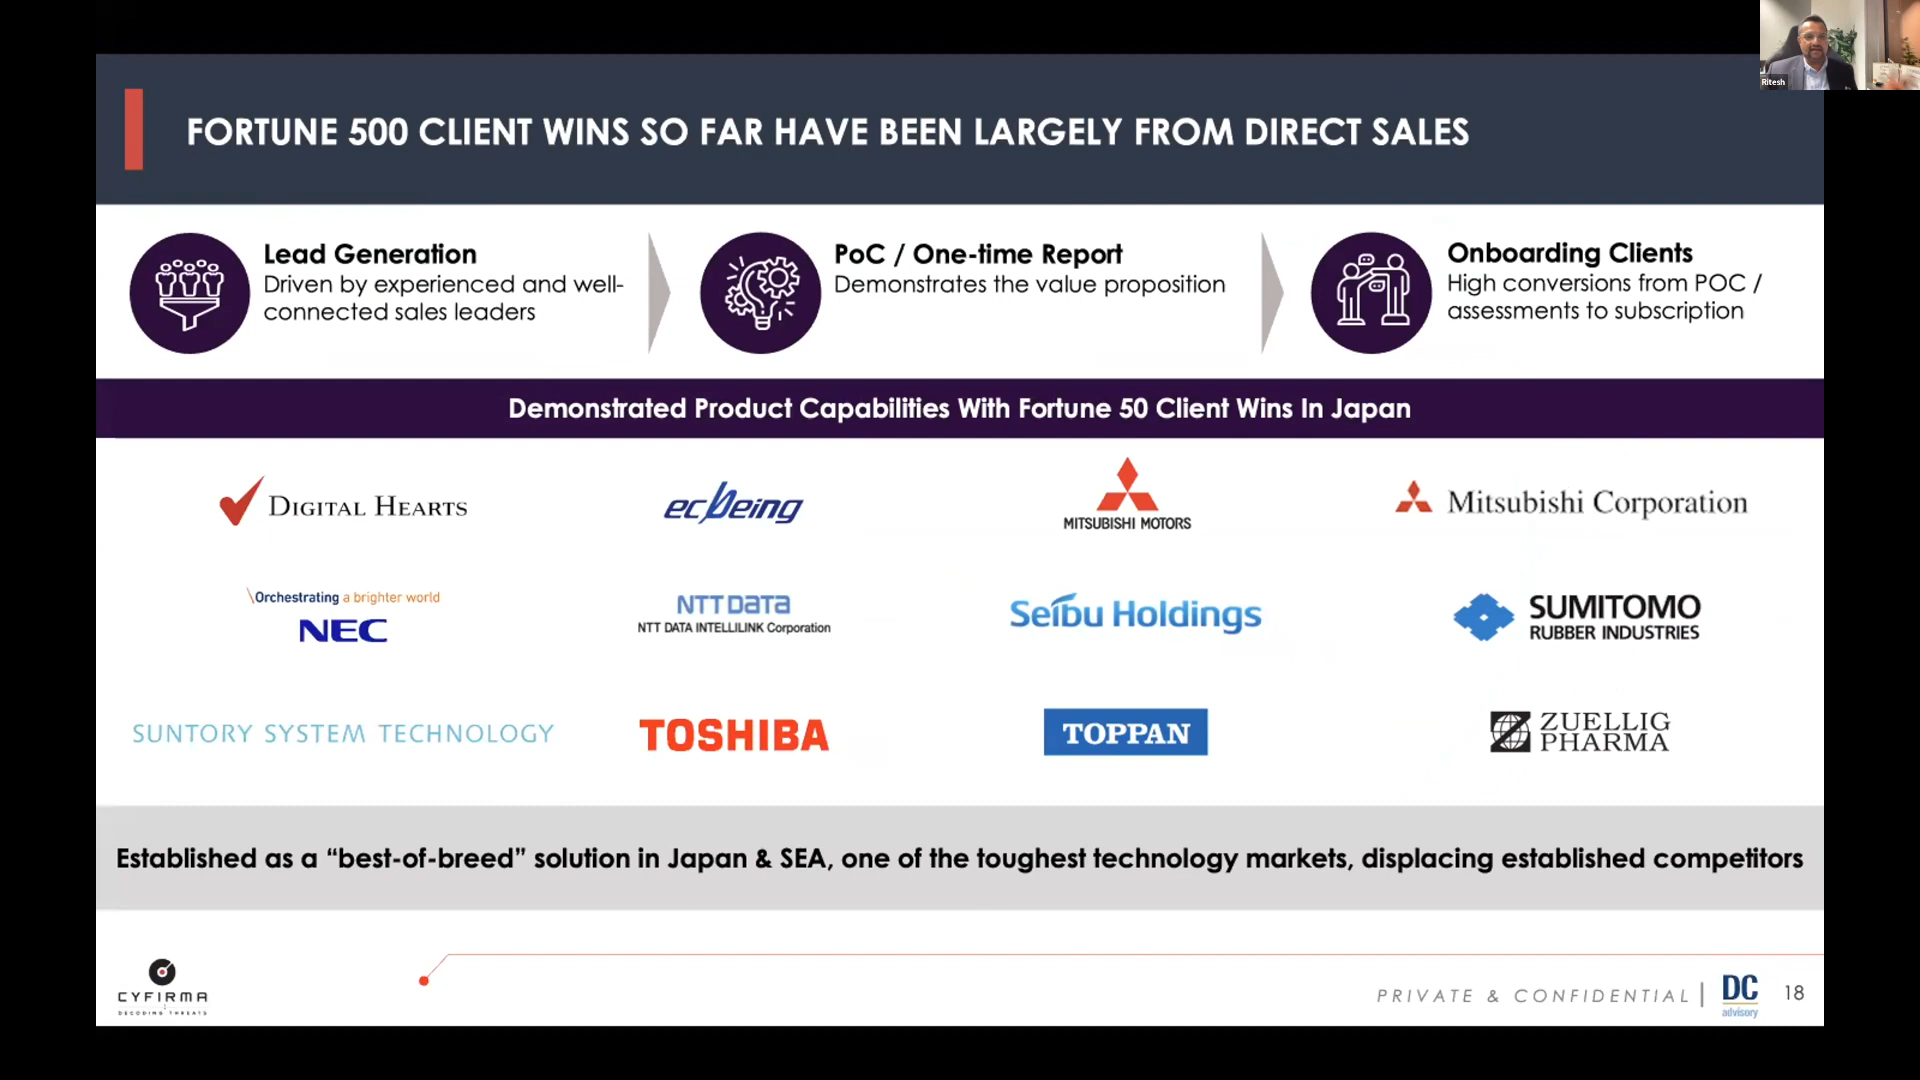 Ritesh
FORTUNE 500 CLIENT WINS SO FAR HAVE BEEN LARGELY FROM DIRECT SALES
Lead Generation
Driven by experienced and well-
connected sales leaders
PoC / One-time Report
Demonstrates the value proposition
Onboarding Clients
High conversions from POC /
assessments to subscription
Demonstrated Product Capabilities With Fortune 50 Client Wins In Japan
DIGITAL HEARTS
ecbeing
MITSUBISHI MOTORS
Mitsubishi Corporation
\Orchestrating a brighter world
NEC
NTT DATA
NTT DATA INTELLILINK Corporation
Seibu Holdings
SUMITOMO
RUBBER INDUSTRIES
SUNTORY SYSTEM TECHNOLOGY
TOSHIBA
TOPPAN
ZUELLIG
PHARMA
Established as a “best-of-breed” solution in Japan & SEA, one of the toughest technology markets, displacing established competitors
CYFIRMA
DECODING THREATS
PRIVATE & CONFIDENTIAL
DC
advisory
18